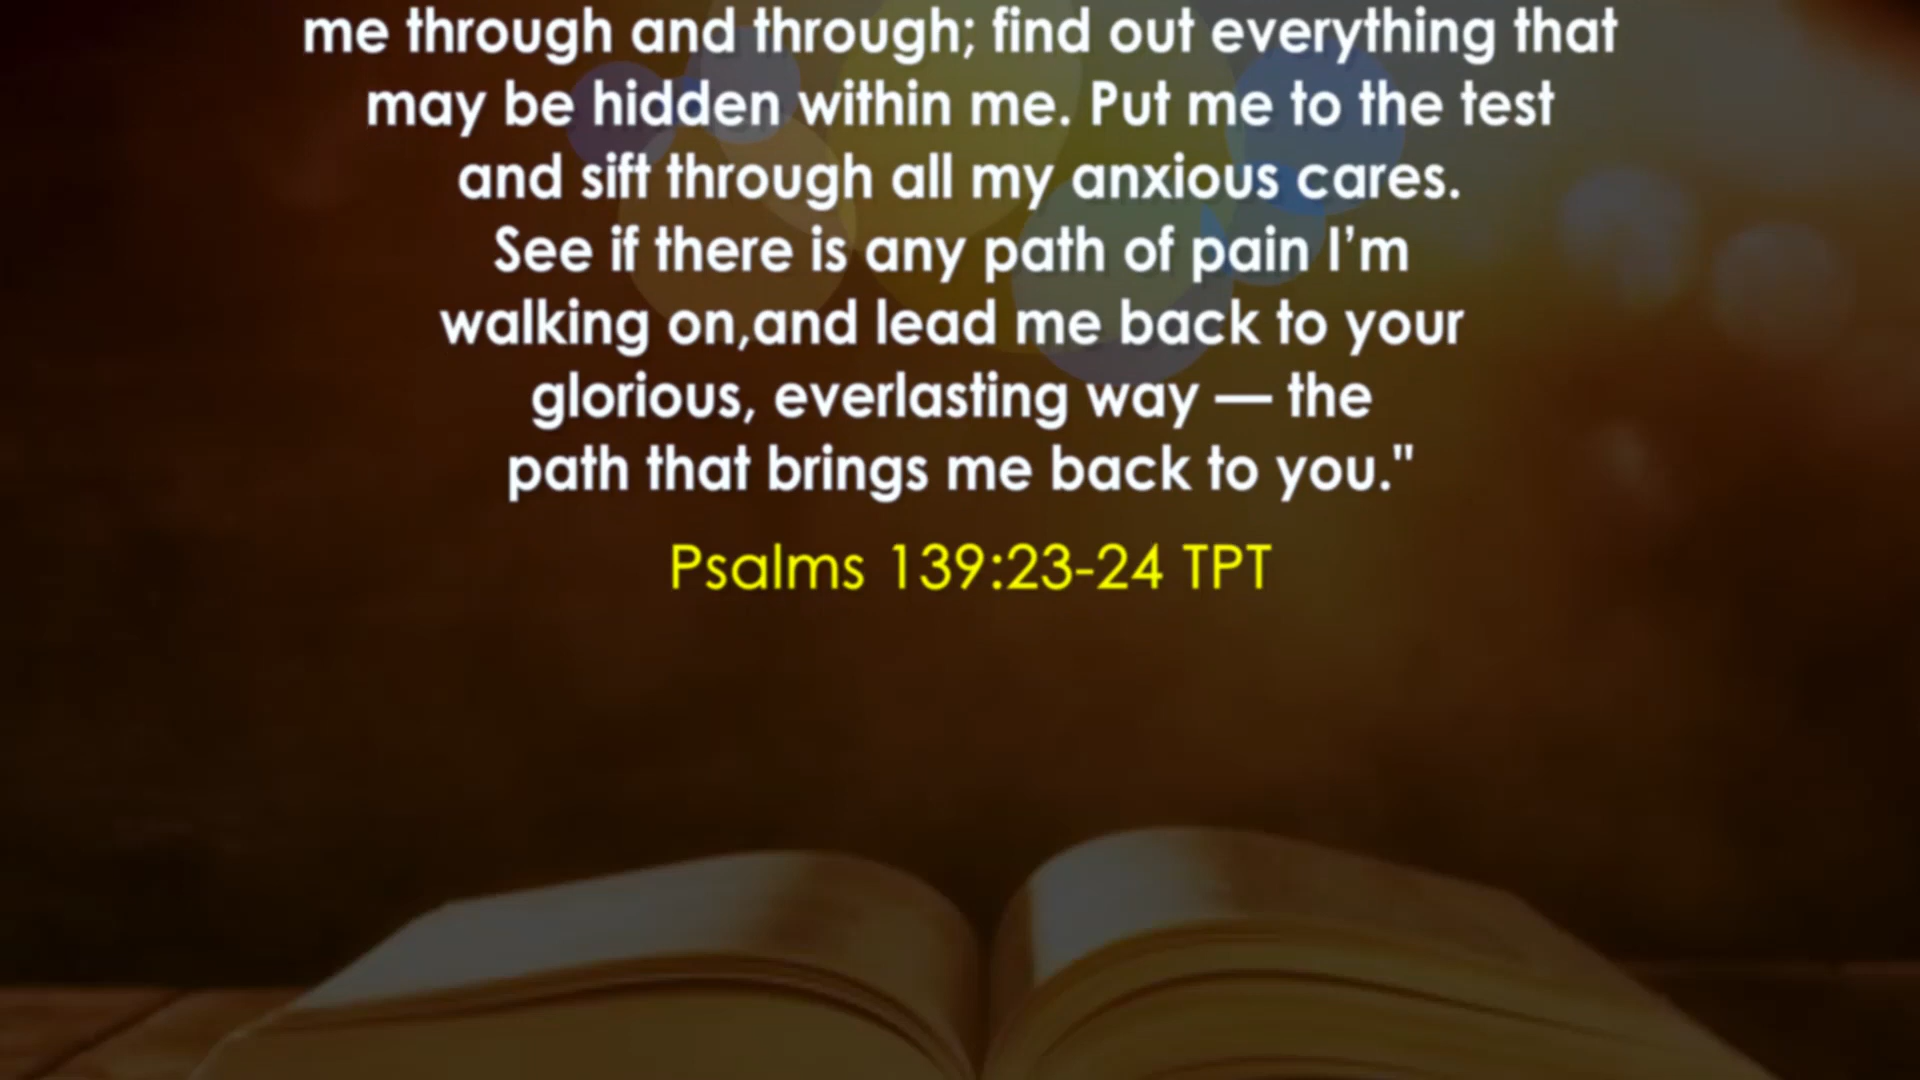 me through and through; find out everything that
may be hidden within me. Put me to the test
and sift through all my anxious cares.
See if there is any path of pain I’m
walking on,and lead me back to your
glorious, everlasting way — the
path that brings me back to you."
Psalms 139:23-24 TPT